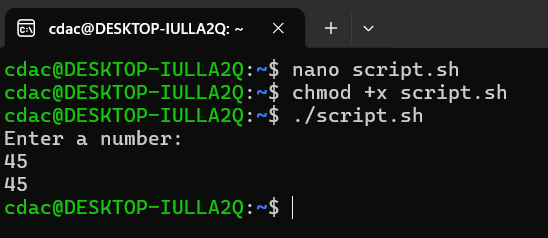 cdac@DESKTOP-IULLA2Q: ~
cdac@DESKTOP-IULLA2Q:~$ nano script.sh
cdac@DESKTOP-IULLA2Q:~$ chmod +x script.sh
cdac@DESKTOP-IULLA2Q:~$ ./script.sh
Enter a number:
45
45
cdac@DESKTOP-IULLA2Q:~$